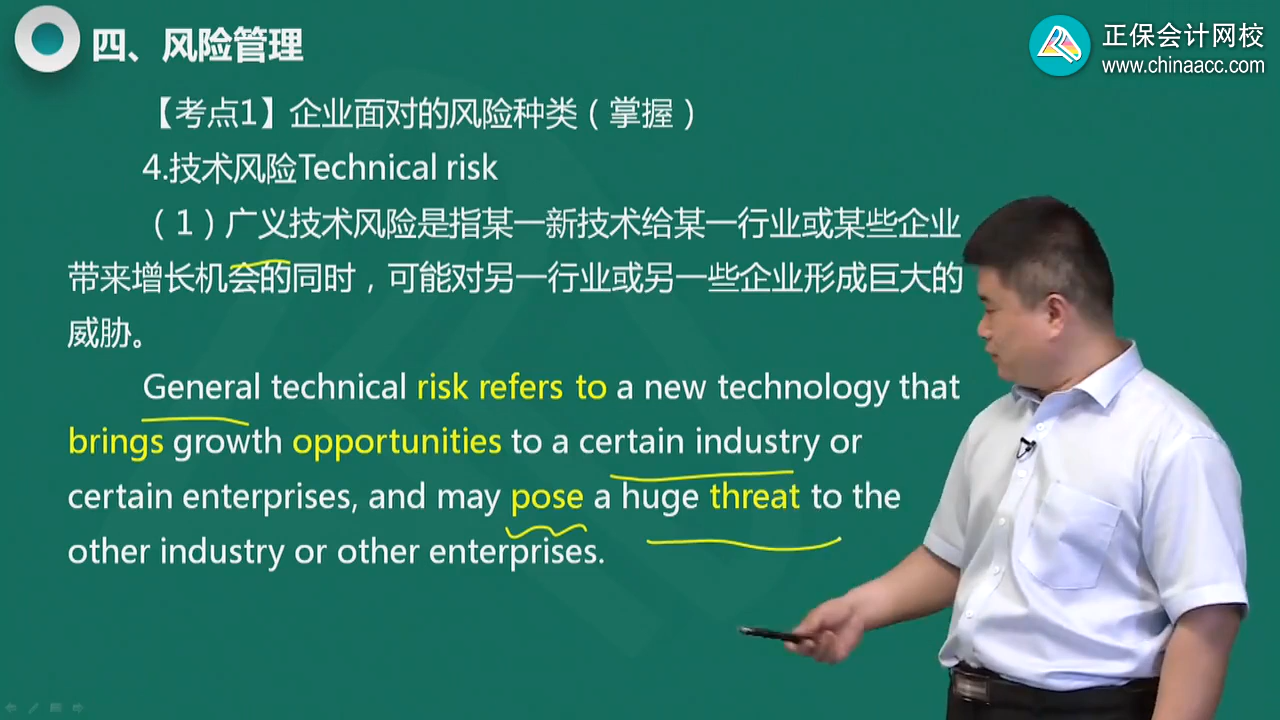 四、风险管理
正保会计网校
www.chinaacc.com
【考点1】企业面对的风险种类（掌握）
4.技术风险Technical risk
（1）广义技术风险是指某一新技术给某一行业或某些企业
带来增长机会的同时，可能对另一行业或另一些企业形成巨大的
威胁。
General technical risk refers to a new technology that
brings growth opportunities to a certain industry or
certain enterprises, and may pose a huge threat to the
other industry or other enterprises.